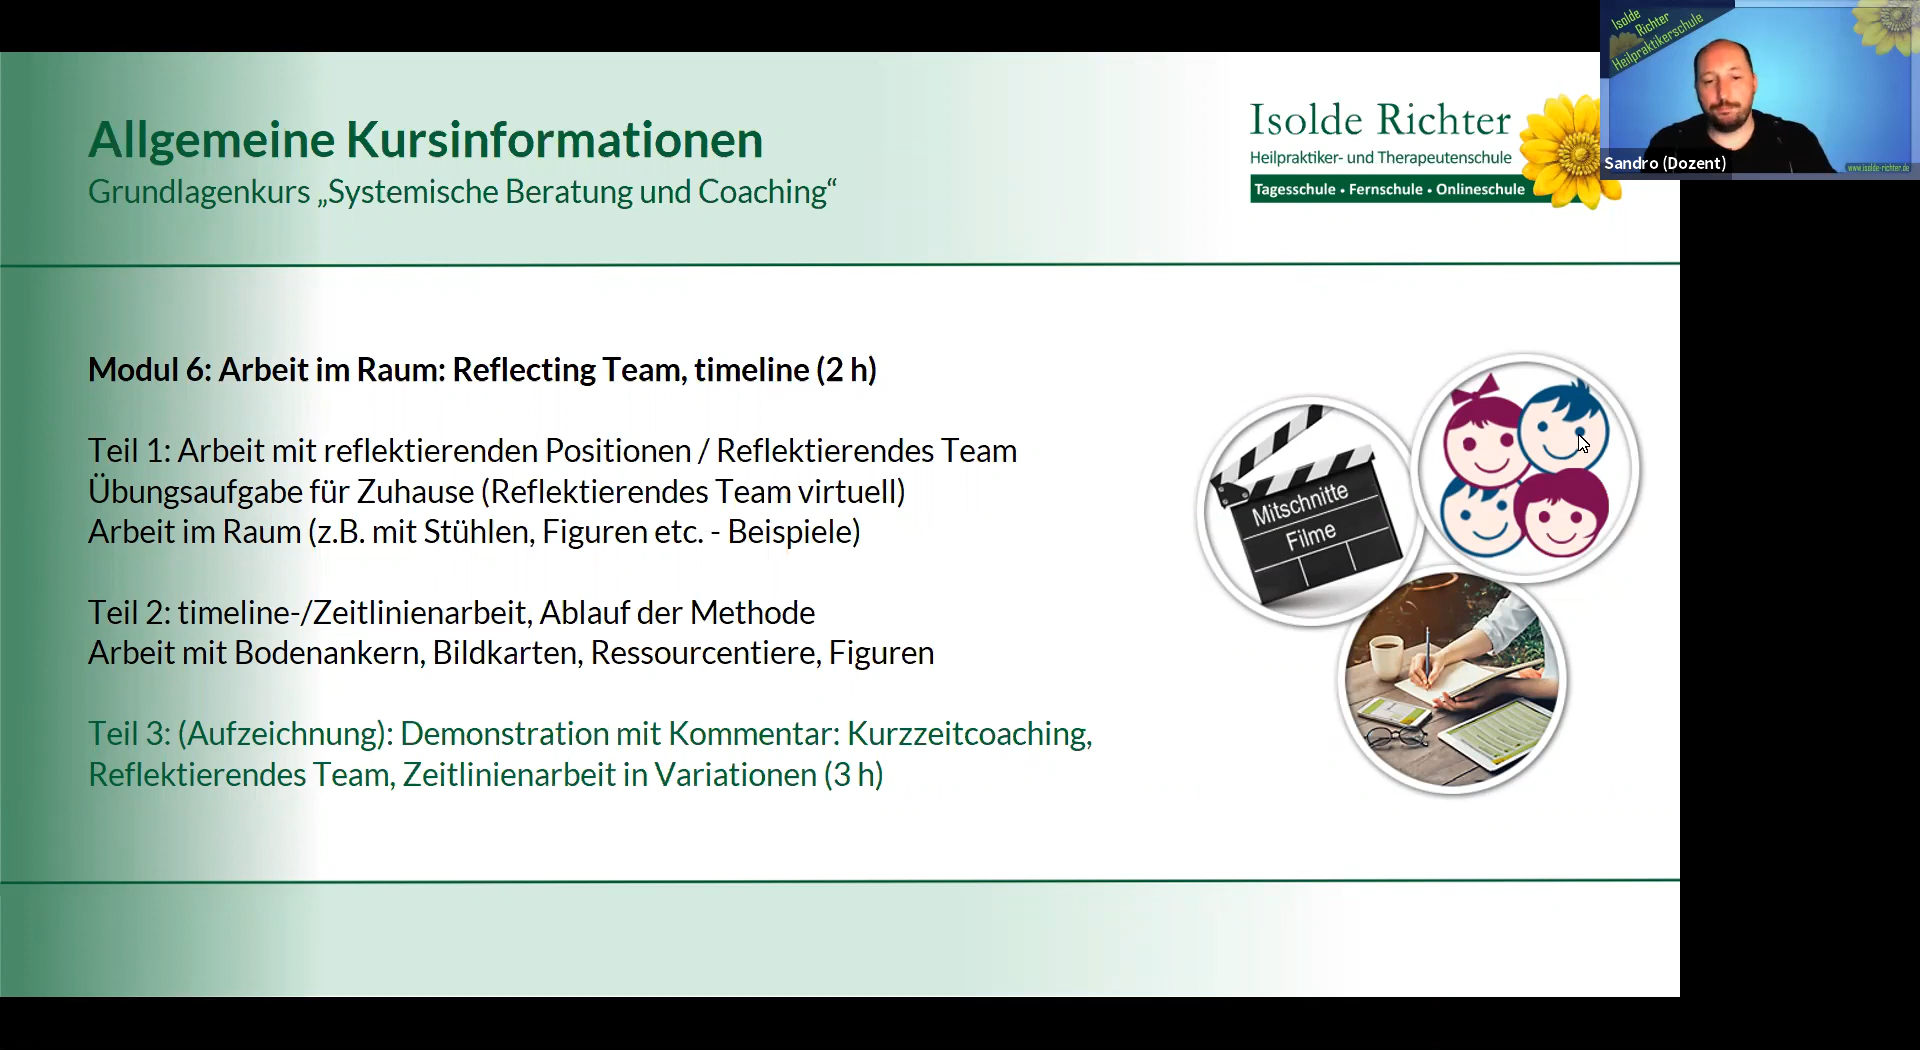 Allgemeine Kursinformationen
Grundlagenkurs „Systemische Beratung und Coaching“
Isolde Richter
Heilpraktiker- und Therapeutenschule
Tagesschule • Fernschule • Onlineschule
Isolde
Richter
Heilpraktikerschule
Sandro (Dozent)
www.isolde-richter.de
Modul 6: Arbeit im Raum: Reflecting Team, timeline (2 h)
Teil 1: Arbeit mit reflektierenden Positionen / Reflektierendes Team
Übungsaufgabe für Zuhause (Reflektierendes Team virtuell)
Arbeit im Raum (z.B. mit Stühlen, Figuren etc. - Beispiele)
Teil 2: timeline-/Zeitlinienarbeit, Ablauf der Methode
Arbeit mit Bodenankern, Bildkarten, Ressourcentiere, Figuren
Teil 3: (Aufzeichnung): Demonstration mit Kommentar: Kurzzeitcoaching,
Reflektierendes Team, Zeitlinienarbeit in Variationen (3 h)
Mitschnitte
Filme